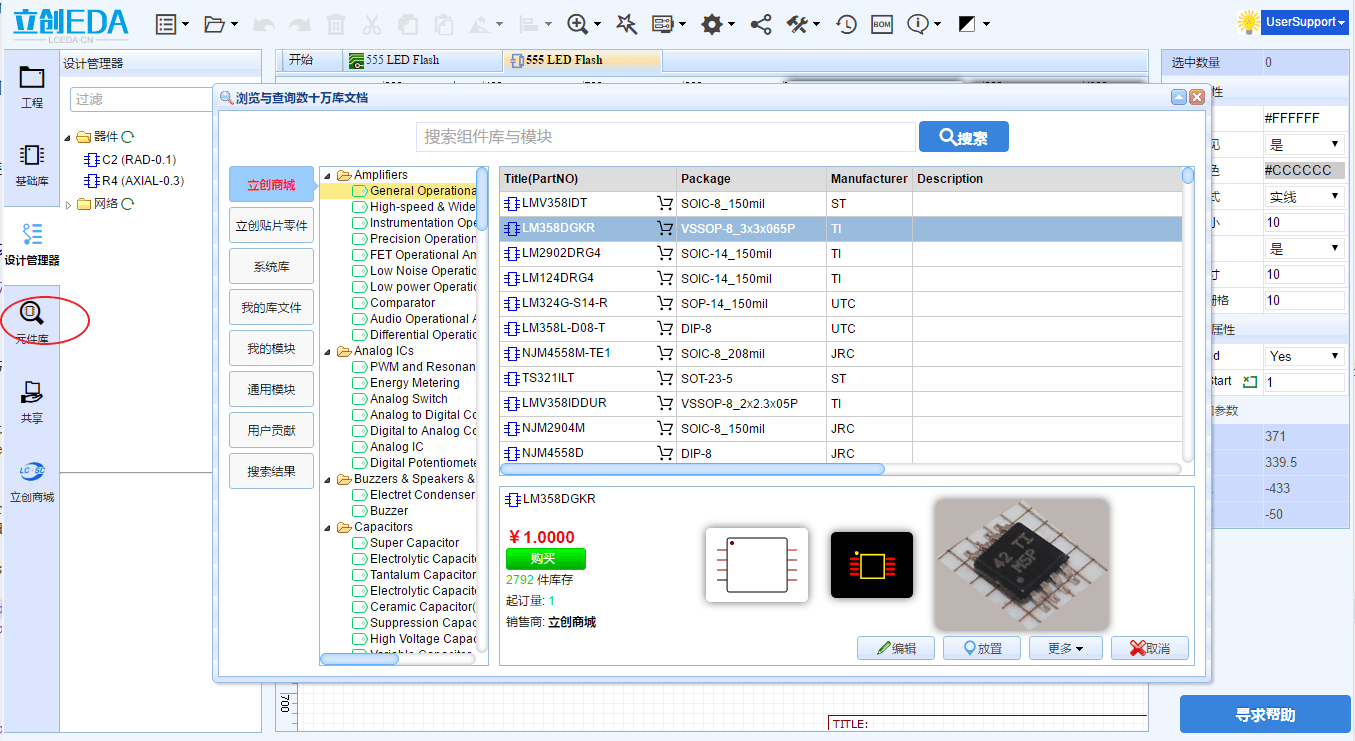 立创EDA
LCEDA·CN
BOM
UserSupport
工程
基础库
设计管理器
元件库
共享
立创商城
设计管理器
过滤
器件
C2 (RAD-0.1)
R4 (AXIAL-0.3)
网络
开始
555 LED Flash
555 LED Flash
浏览与查询数十万库文档
搜索组件库与模块
搜索
立创商城
立创贴片零件
系统库
我的库文件
我的模块
通用模块
用户贡献
搜索结果
Amplifiers
General Operationa
High-speed & Wide
Instrumentation Ope
Precision Operation
FET Operational Am
Low Noise Operatic
Low power Operatic
Comparator
Audio Operational A
Differential Operatic
Analog ICs
PWM and Resonan
Energy Metering
Analog Switch
Analog to Digital Co
Digital to Analog Cc
Analog IC
Digital Potentiomete
Buzzers & Speakers &
Electret Condenser
Buzzer
Capacitors
Super Capacitor
Electrolytic Capacite
Tantalum Capacitor
Electrolytic Capacite
Ceramic Capacitor(
Suppression Capac
High Voltage Capac
Variable Capacitor
Title(PartNO) Package Manufacturer Description
LMV358IDT SOIC-8_150mil ST
LM358DGKR VSSOP-8_3x3x065P TI
LM2902DRG4 SOIC-14_150mil TI
LM124DRG4 SOIC-14_150mil TI
LM324G-S14-R SOP-14_150mil UTC
LM358L-D08-T DIP-8 UTC
NJM4558M-TE1 SOIC-8_208mil JRC
TS321ILT SOT-23-5 ST
LMV358IDDUR VSSOP-8_2x2.3x05P TI
NJM2904M SOIC-8_150mil JRC
NJM4558D DIP-8 JRC
LM358DGKR
￥1.0000
购买
2792 件库存
起订量: 1
销售商: 立创商城
42 TI
M5P
编辑
放置
更多
取消
选中数量 0
性
#FFFFFF
见 是
色 #CCCCCC
式 实线
小 10
是
寸 10
栅格 10
属性
d Yes
tart 1
参数
371
339.5
-433
-50
700
TITLE:
寻求帮助